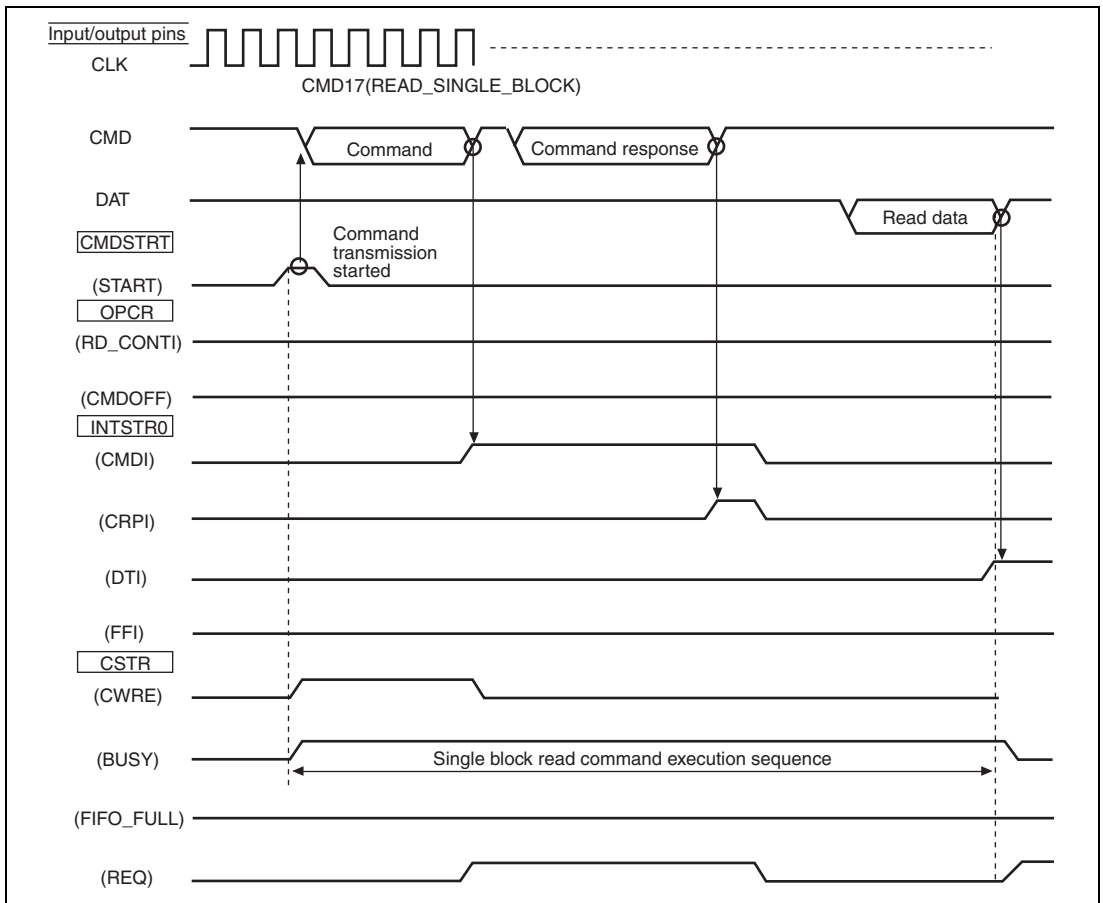 Input/output pins
CLK
CMD17(READ_SINGLE_BLOCK)
CMD
Command
Command response
DAT
Read data
CMDSTRT
Command
transmission
started
(START)
OPCR
(RD_CONTI)
(CMDOFF)
INTSTR0
(CMDI)
(CRPI)
(DTI)
(FFI)
CSTR
(CWRE)
(BUSY)
Single block read command execution sequence
(FIFO_FULL)
(REQ)